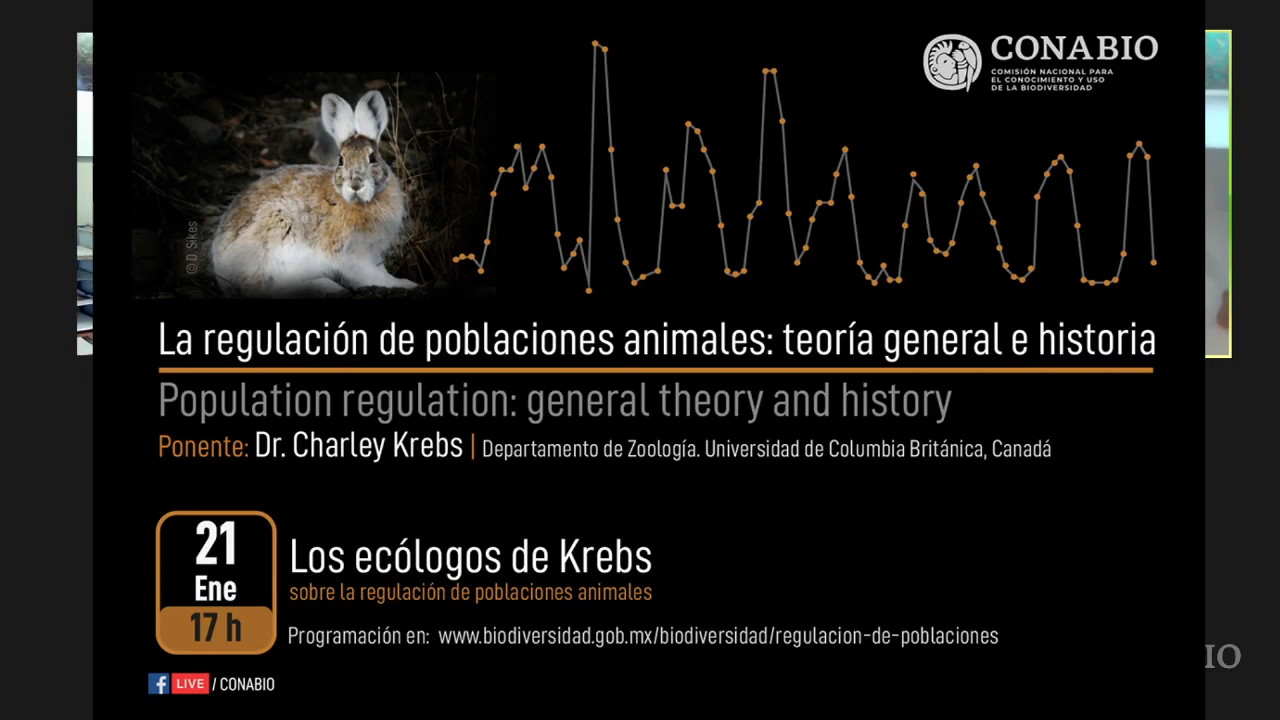 CONABIO
COMISIÓN NACIONAL PARA
EL CONOCIMIENTO Y USO
DE LA BIODIVERSIDAD
© D. Sikes
La regulación de poblaciones animales: teoría general e historia
Population regulation: general theory and history
Ponente: Dr. Charley Krebs | Departamento de Zoología. Universidad de Columbia Británica, Canadá
21
Ene
17 h
Los ecólogos de Krebs
sobre la regulación de poblaciones animales
Programación en: www.biodiversidad.gob.mx/biodiversidad/regulacion-de-poblaciones
f LIVE / CONABIO
IO